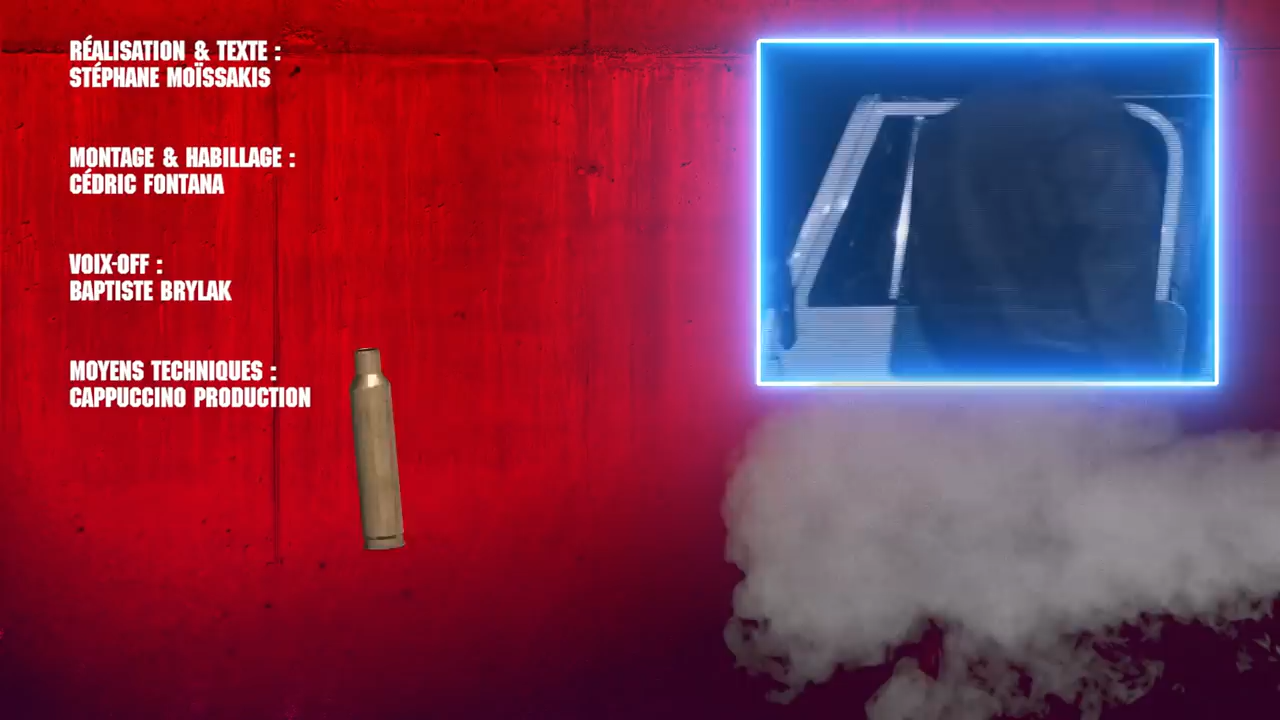 RÉALISATION & TEXTE :
STÉPHANE MOÏSSAKIS
MONTAGE & HABILLAGE :
CÉDRIC FONTANA
VOIX-OFF :
BAPTISTE BRYLAK
MOYENS TECHNIQUES :
CAPPUCCINO PRODUCTION